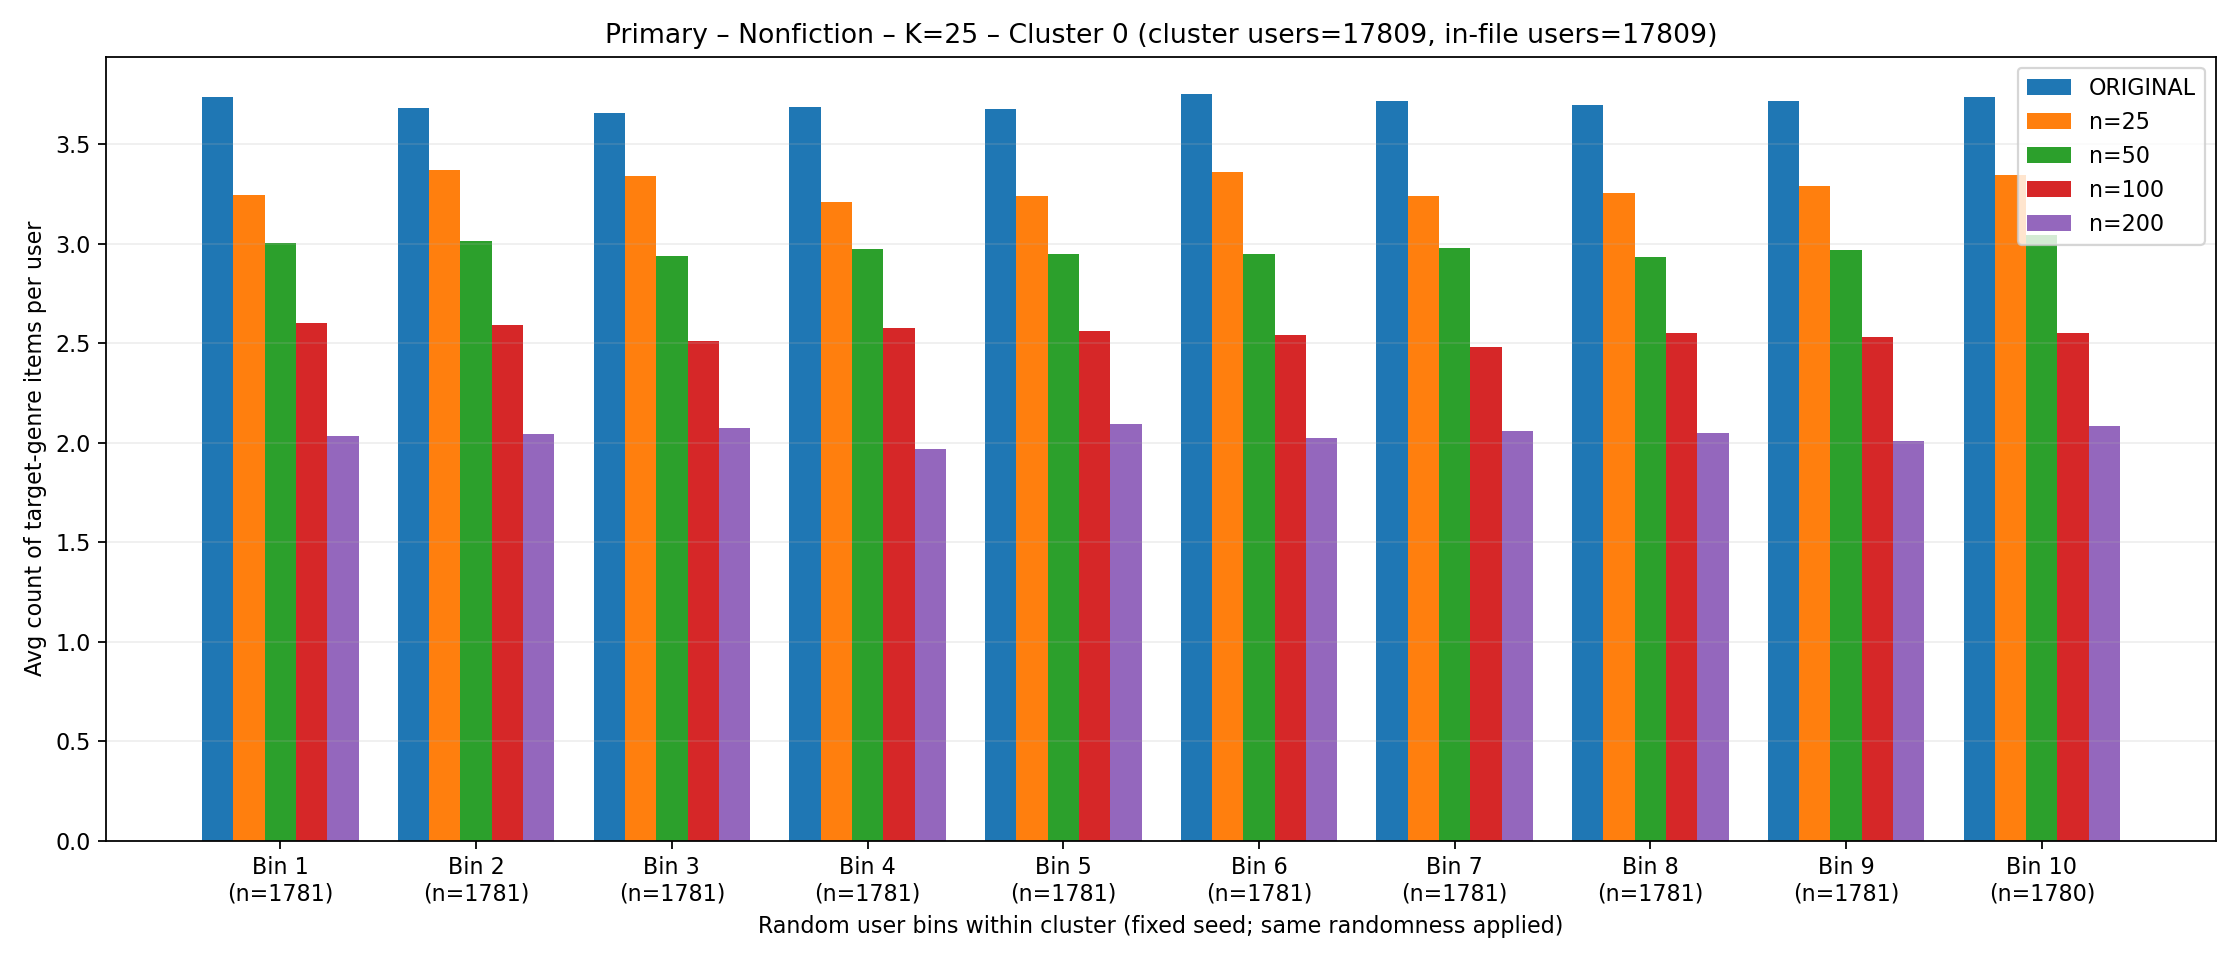 Primary – Nonfiction – K=25 – Cluster 0 (cluster users=17809, in-file users=17809)
ORIGINAL
n=25
n=50
n=100
n=200
Avg count of target-genre items per user
3.5
3.0
2.5
2.0
1.5
1.0
0.5
0.0
Bin 1 Bin 2 Bin 3 Bin 4 Bin 5 Bin 6 Bin 7 Bin 8 Bin 9 Bin 10
(n=1781) (n=1781) (n=1781) (n=1781) (n=1781) (n=1781) (n=1781) (n=1781) (n=1781) (n=1780)
Random user bins within cluster (fixed seed; same randomness applied)